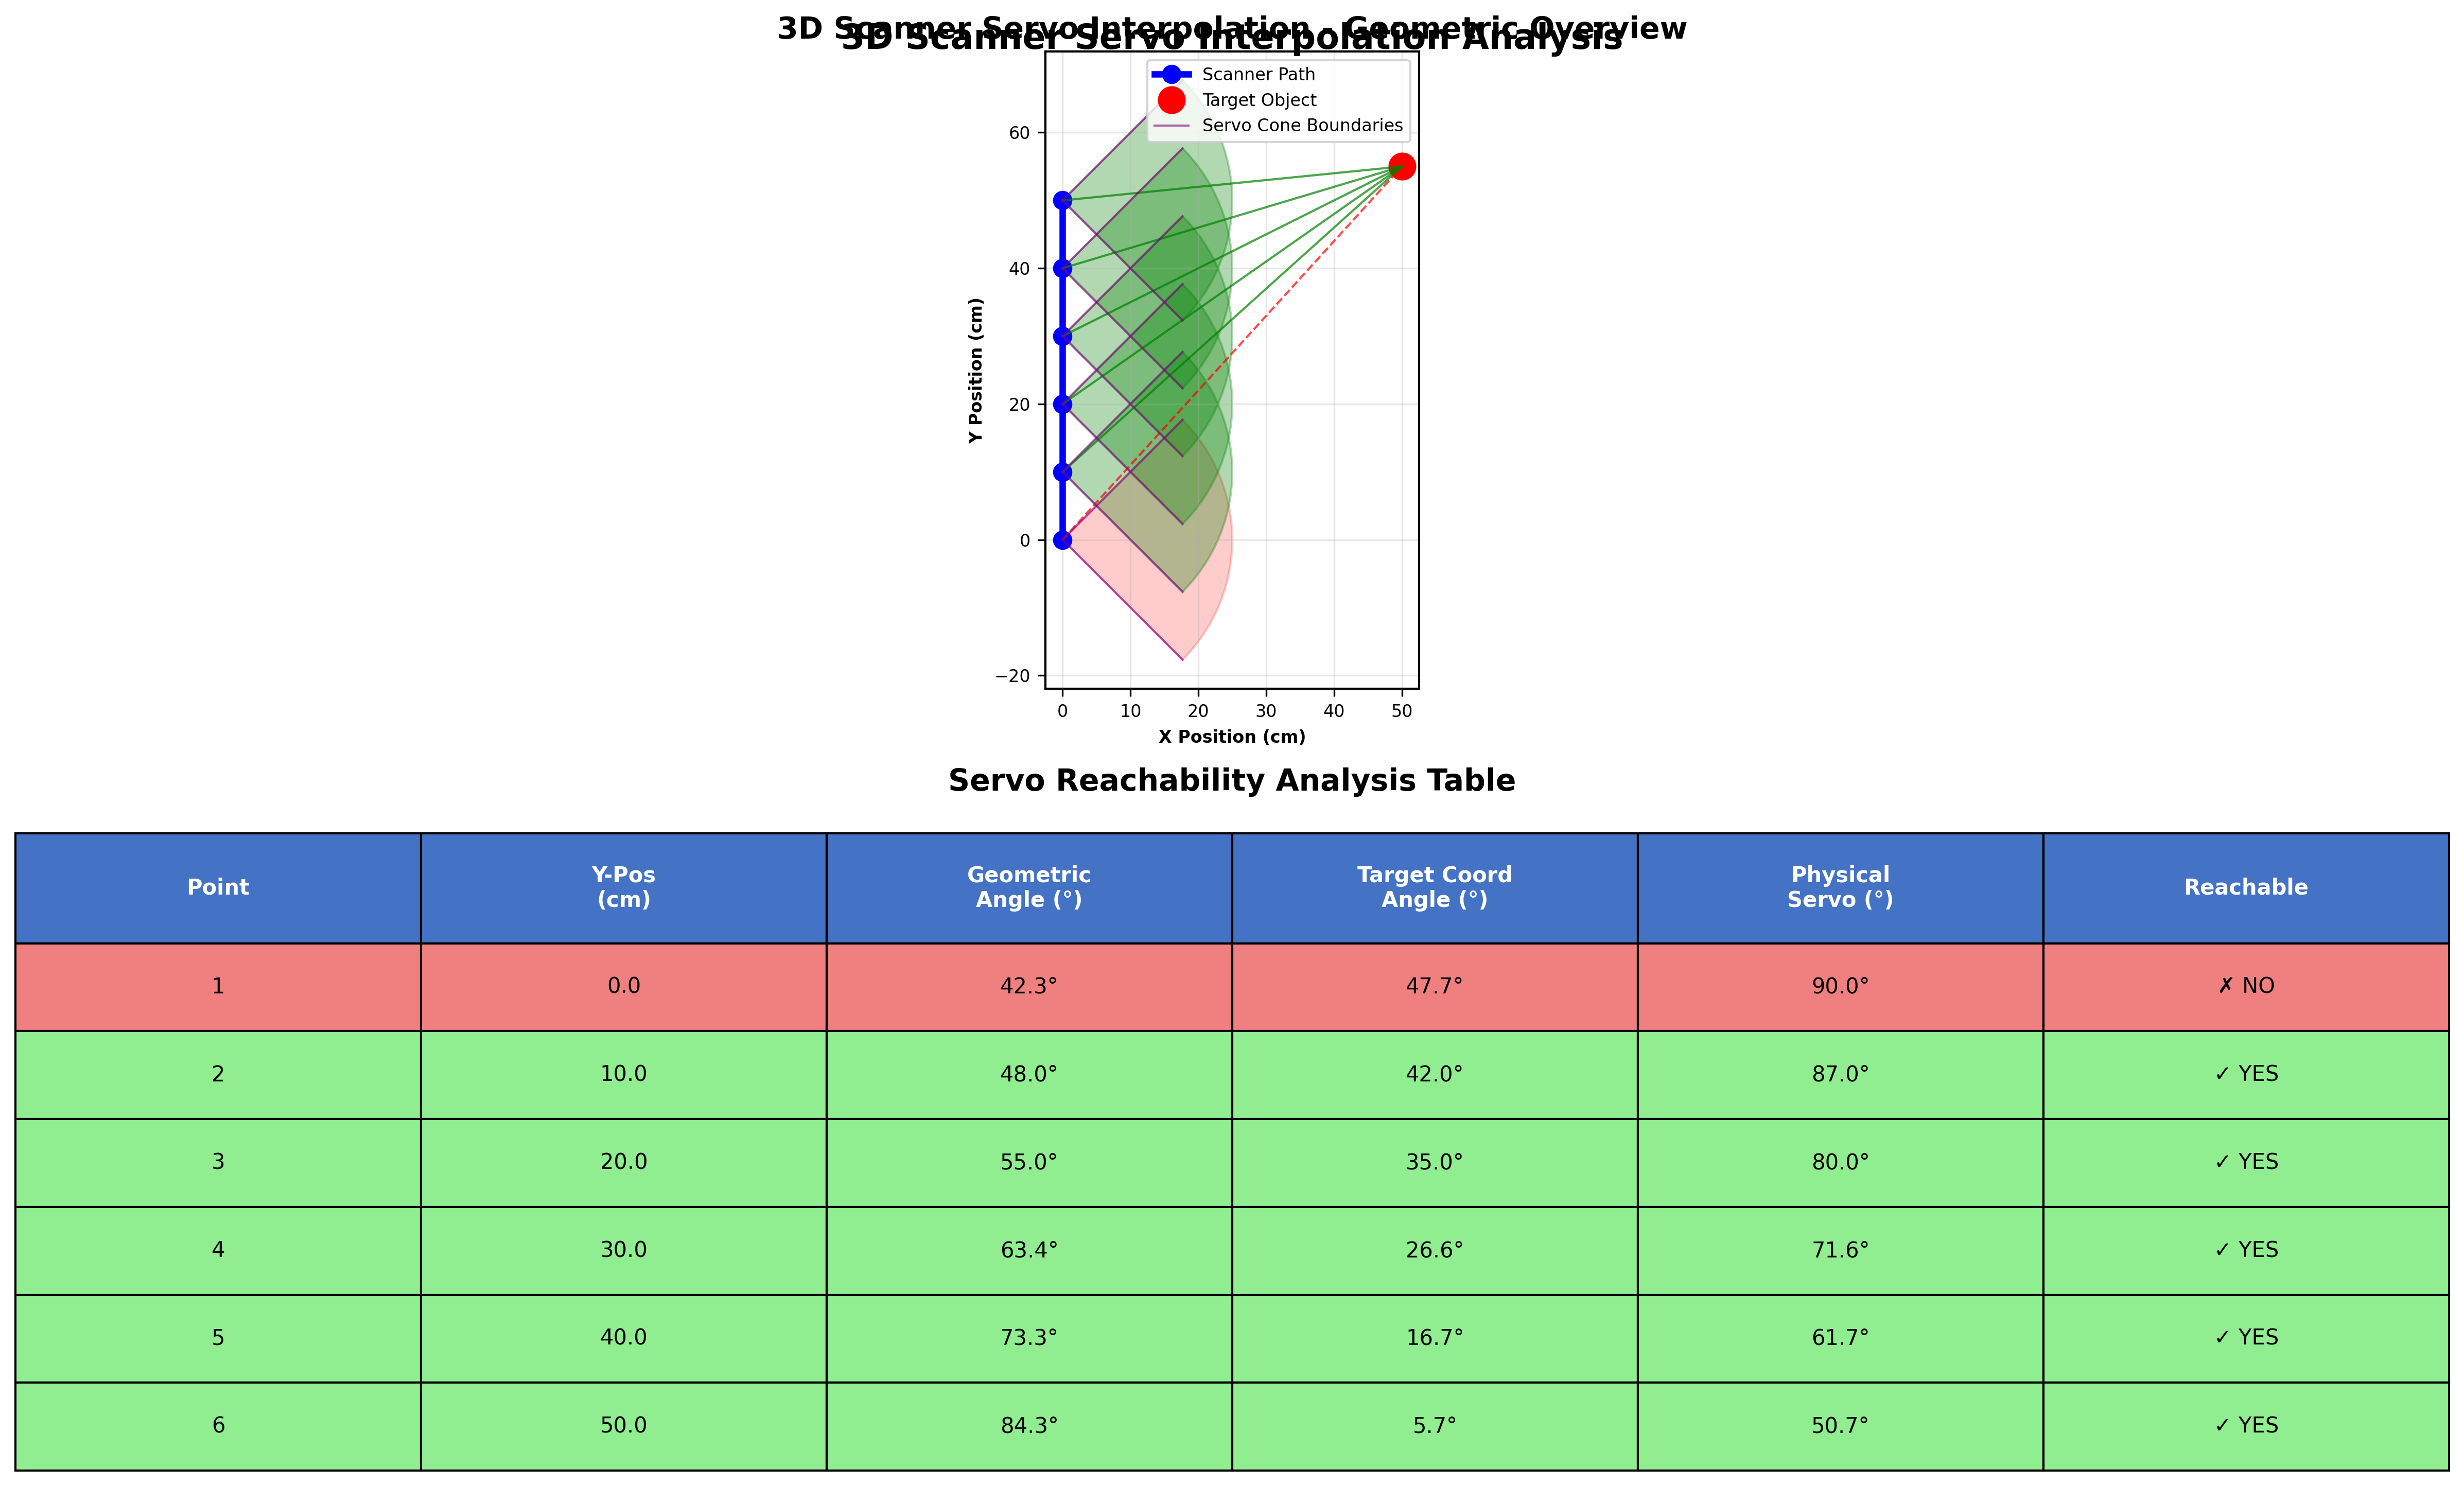 3D Scanner Servo Interpolation - Geometric Overview
3D Scanner Servo Interpolation Analysis
Scanner Path
Target Object
Servo Cone Boundaries
60
40
20
0
−20
Y Position (cm)
0 10 20 30 40 50
X Position (cm)
Servo Reachability Analysis Table
Point Y-Pos (cm) Geometric Angle (°) Target Coord Angle (°) Physical Servo (°) Reachable
1 0.0 42.3° 47.7° 90.0° ✗ NO
2 10.0 48.0° 42.0° 87.0° ✓ YES
3 20.0 55.0° 35.0° 80.0° ✓ YES
4 30.0 63.4° 26.6° 71.6° ✓ YES
5 40.0 73.3° 16.7° 61.7° ✓ YES
6 50.0 84.3° 5.7° 50.7° ✓ YES